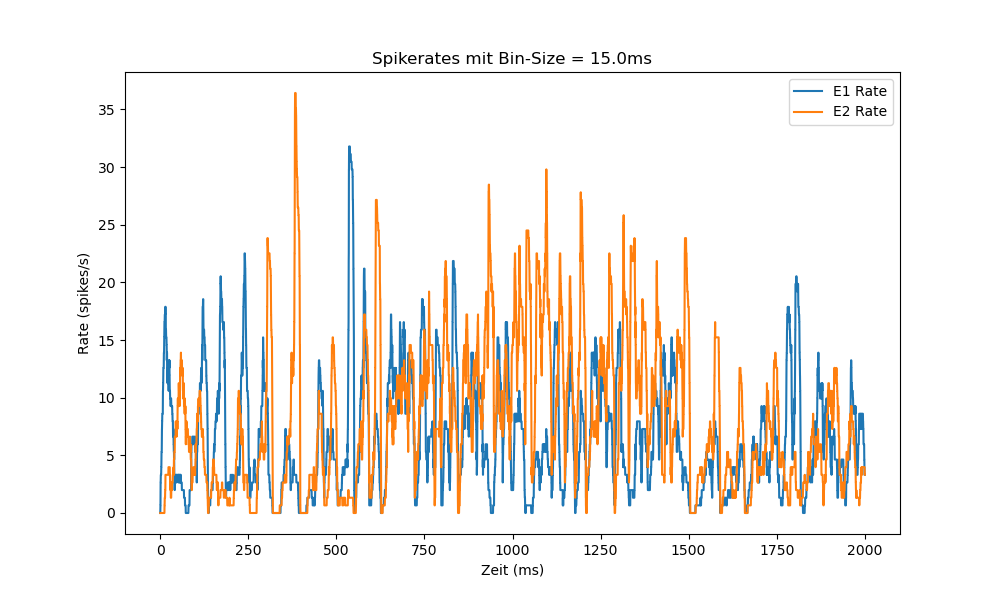 Spikerates mit Bin-Size = 15.0ms
E1 Rate
E2 Rate
35
30
25
20
15
10
5
0
Rate (spikes/s)
0 250 500 750 1000 1250 1500 1750 2000
Zeit (ms)